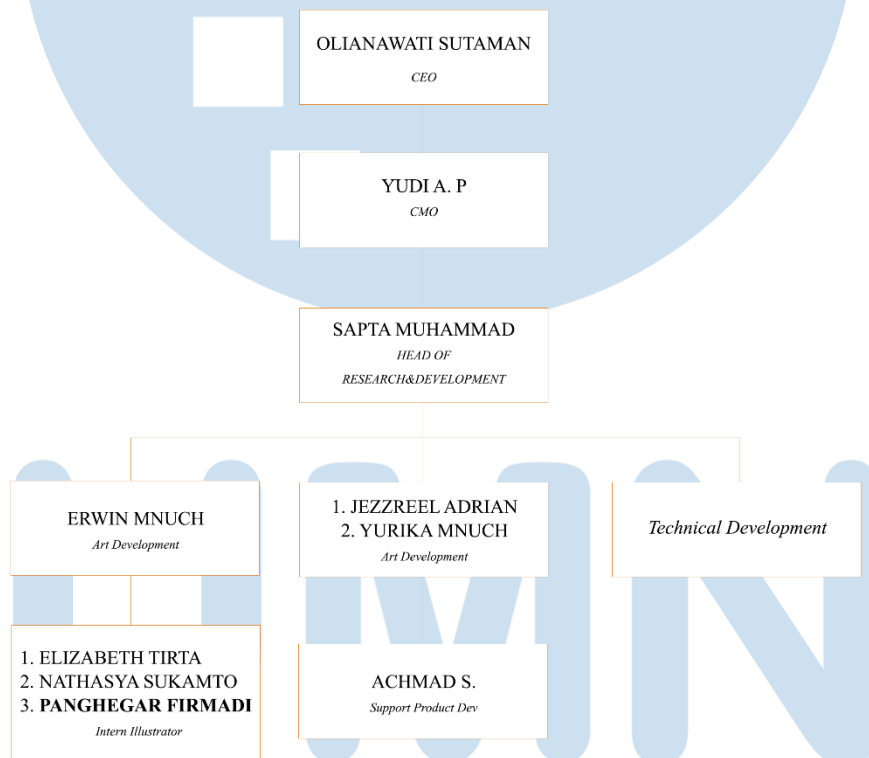 OLIANAWATI SUTAMAN
CEO
YUDI A. P
CMO
SAPTA MUHAMMAD
HEAD OF
RESEARCH&DEVELOPMENT
ERWIN MNUCH
Art Development
1. JEZZREEL ADRIAN
2. YURIKA MNUCH
Art Development
Technical Development
1. ELIZABETH TIRTA
2. NATHASYA SUKAMTO
3. PANGHEGAR FIRMADI
Intern Illustrator
ACHMAD S.
Support Product Dev